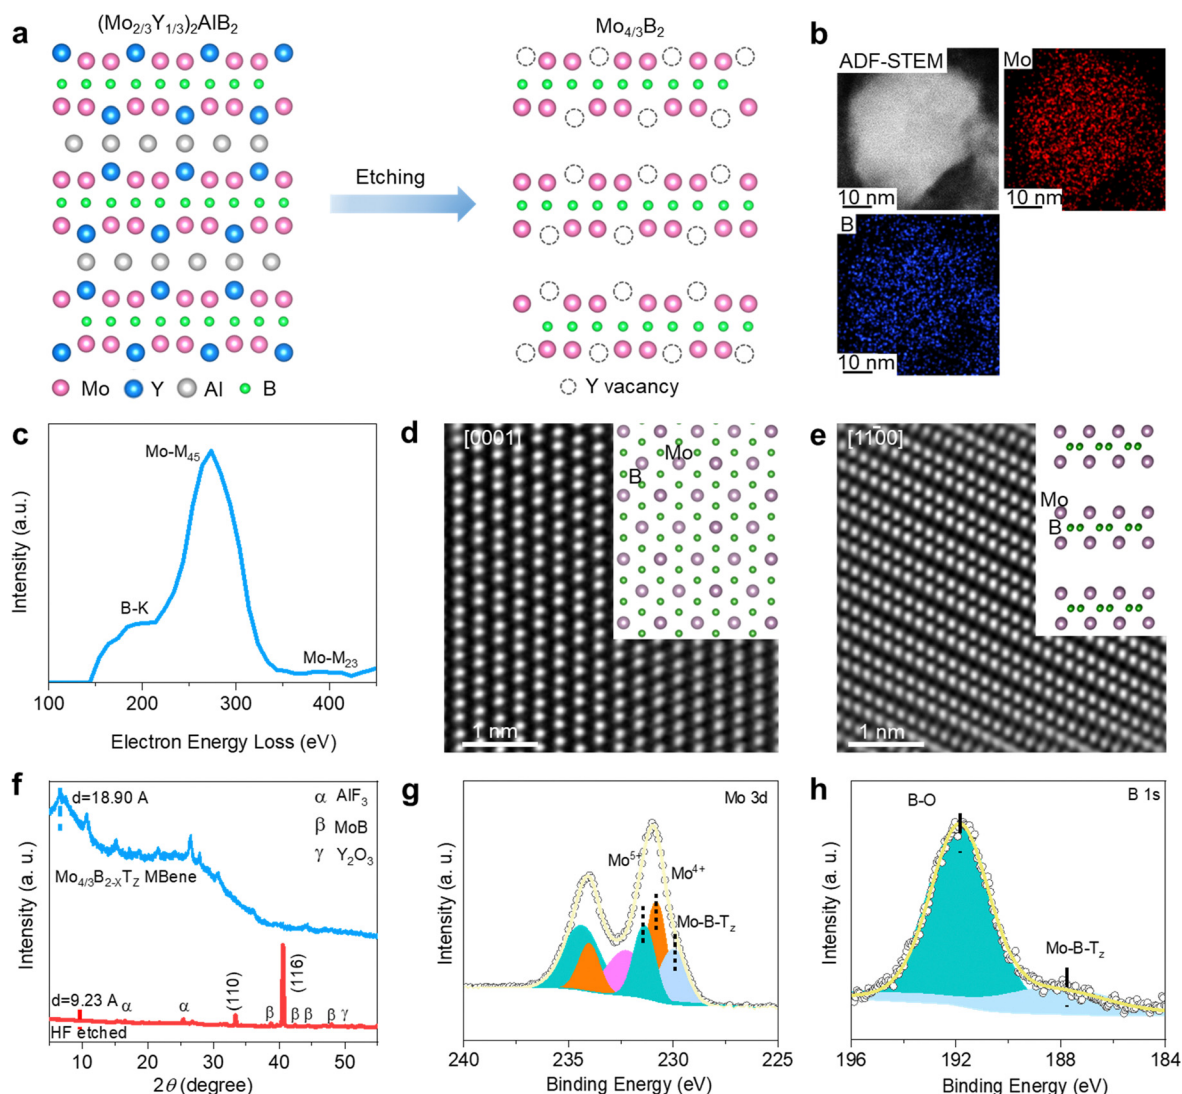 a
(Mo2/3Y1/3)2AlB2
Mo4/3B2
Etching
Mo Y Al B
Y vacancy
b
ADF-STEM
10 nm
Mo
10 nm
B
10 nm
c
Intensity (a.u.)
Mo-M45
B-K
Mo-M23
100 200 300 400
Electron Energy Loss (eV)
d
[0001]
Mo
B
1 nm
e
[11̄00]
Mo
B
1 nm
f
Intensity (a. u.)
d=18.90 A
α AlF3
β MoB
γ Y2O3
Mo4/3B2-xTz MBene
d=9.23 A
α α (110) β (116) β β β γ
HF etched
10 20 30 40 50
2θ (degree)
g
Intensity (a. u.)
Mo 3d
Mo5+
Mo4+
Mo-B-Tz
240 235 230 225
Binding Energy (eV)
h
Intensity (a. u.)
B-O
B 1s
Mo-B-Tz
196 192 188 184
Binding Energy (eV)